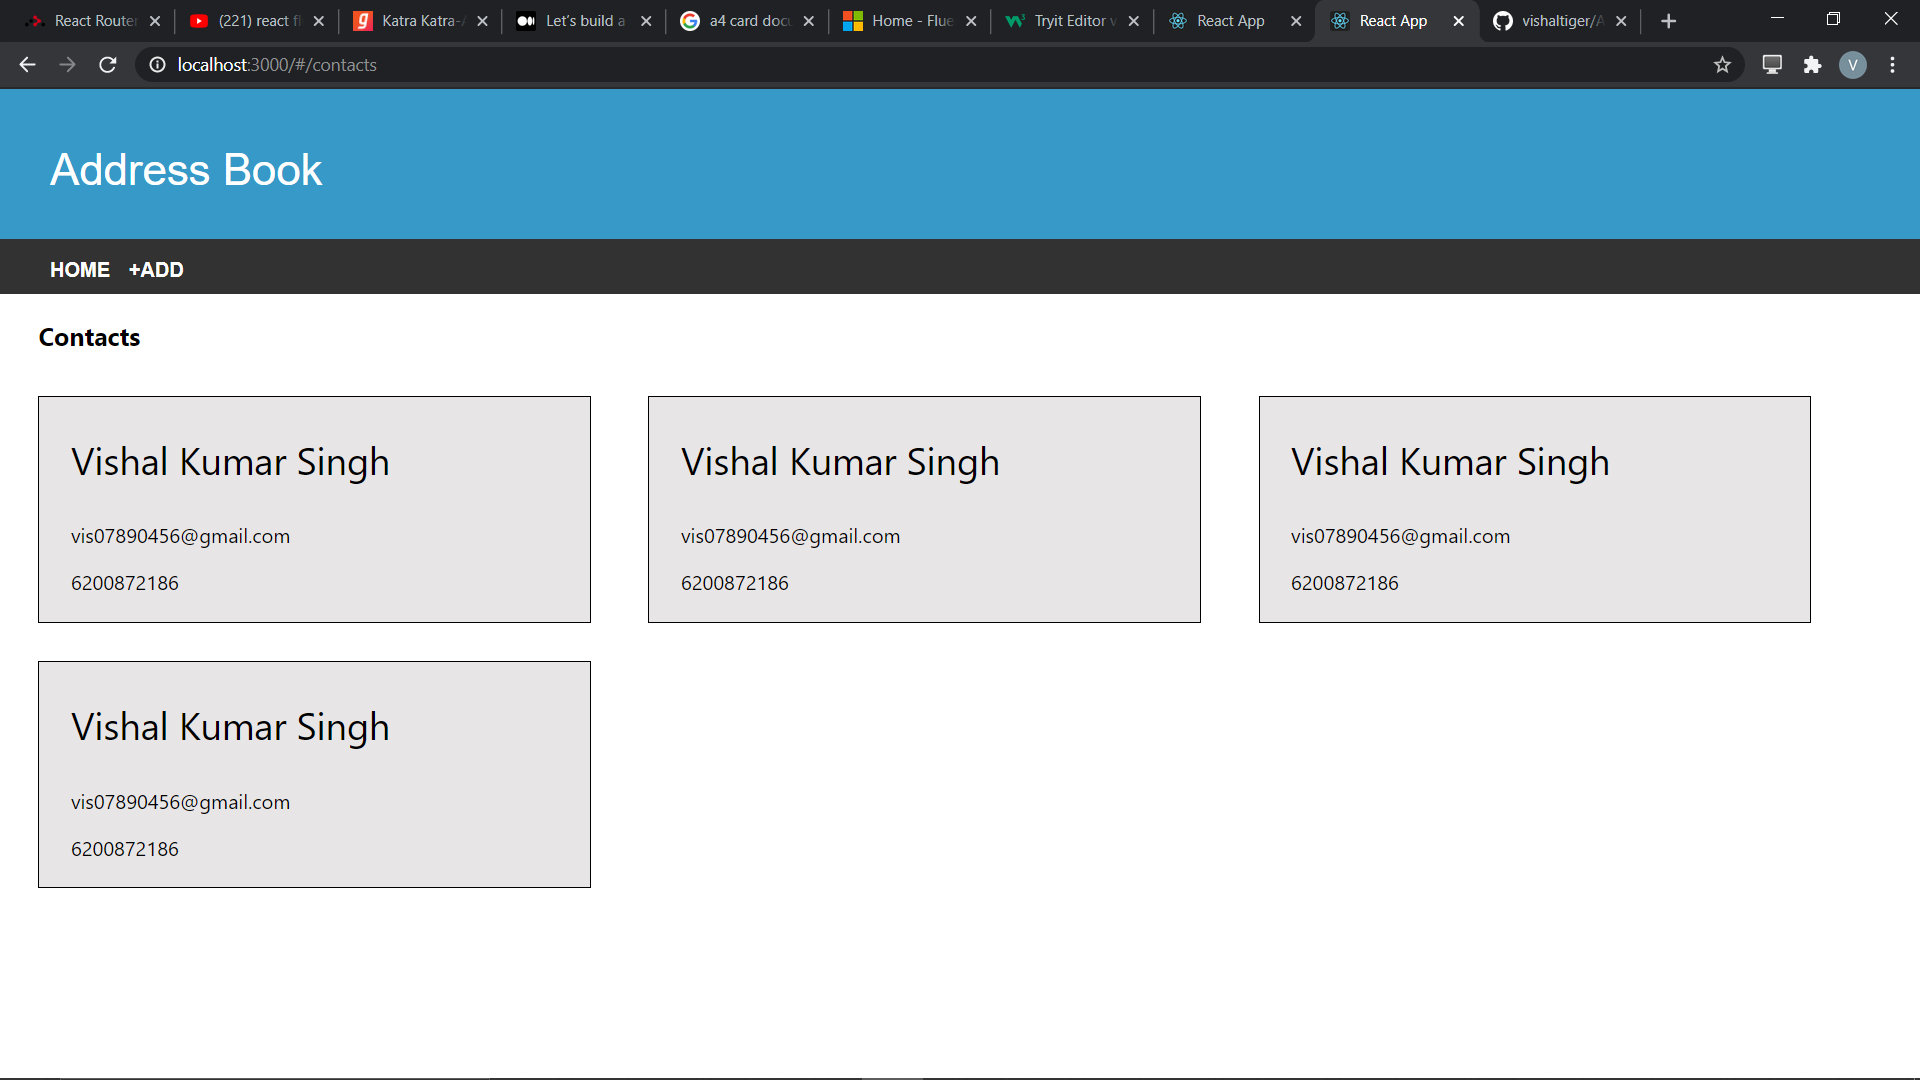 React Router
(221) react fl
Katra Katra-A
Let's build a
a4 card docu
Home - Flue
Tryit Editor v
React App
React App
vishaltiger/A
localhost:3000/#/contacts
V
Address Book
HOME +ADD
Contacts
Vishal Kumar Singh
vis07890456@gmail.com
6200872186
Vishal Kumar Singh
vis07890456@gmail.com
6200872186
Vishal Kumar Singh
vis07890456@gmail.com
6200872186
Vishal Kumar Singh
vis07890456@gmail.com
6200872186